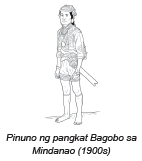 Pinuno ng pangkat Bagobo sa
Mindanao (1900s)